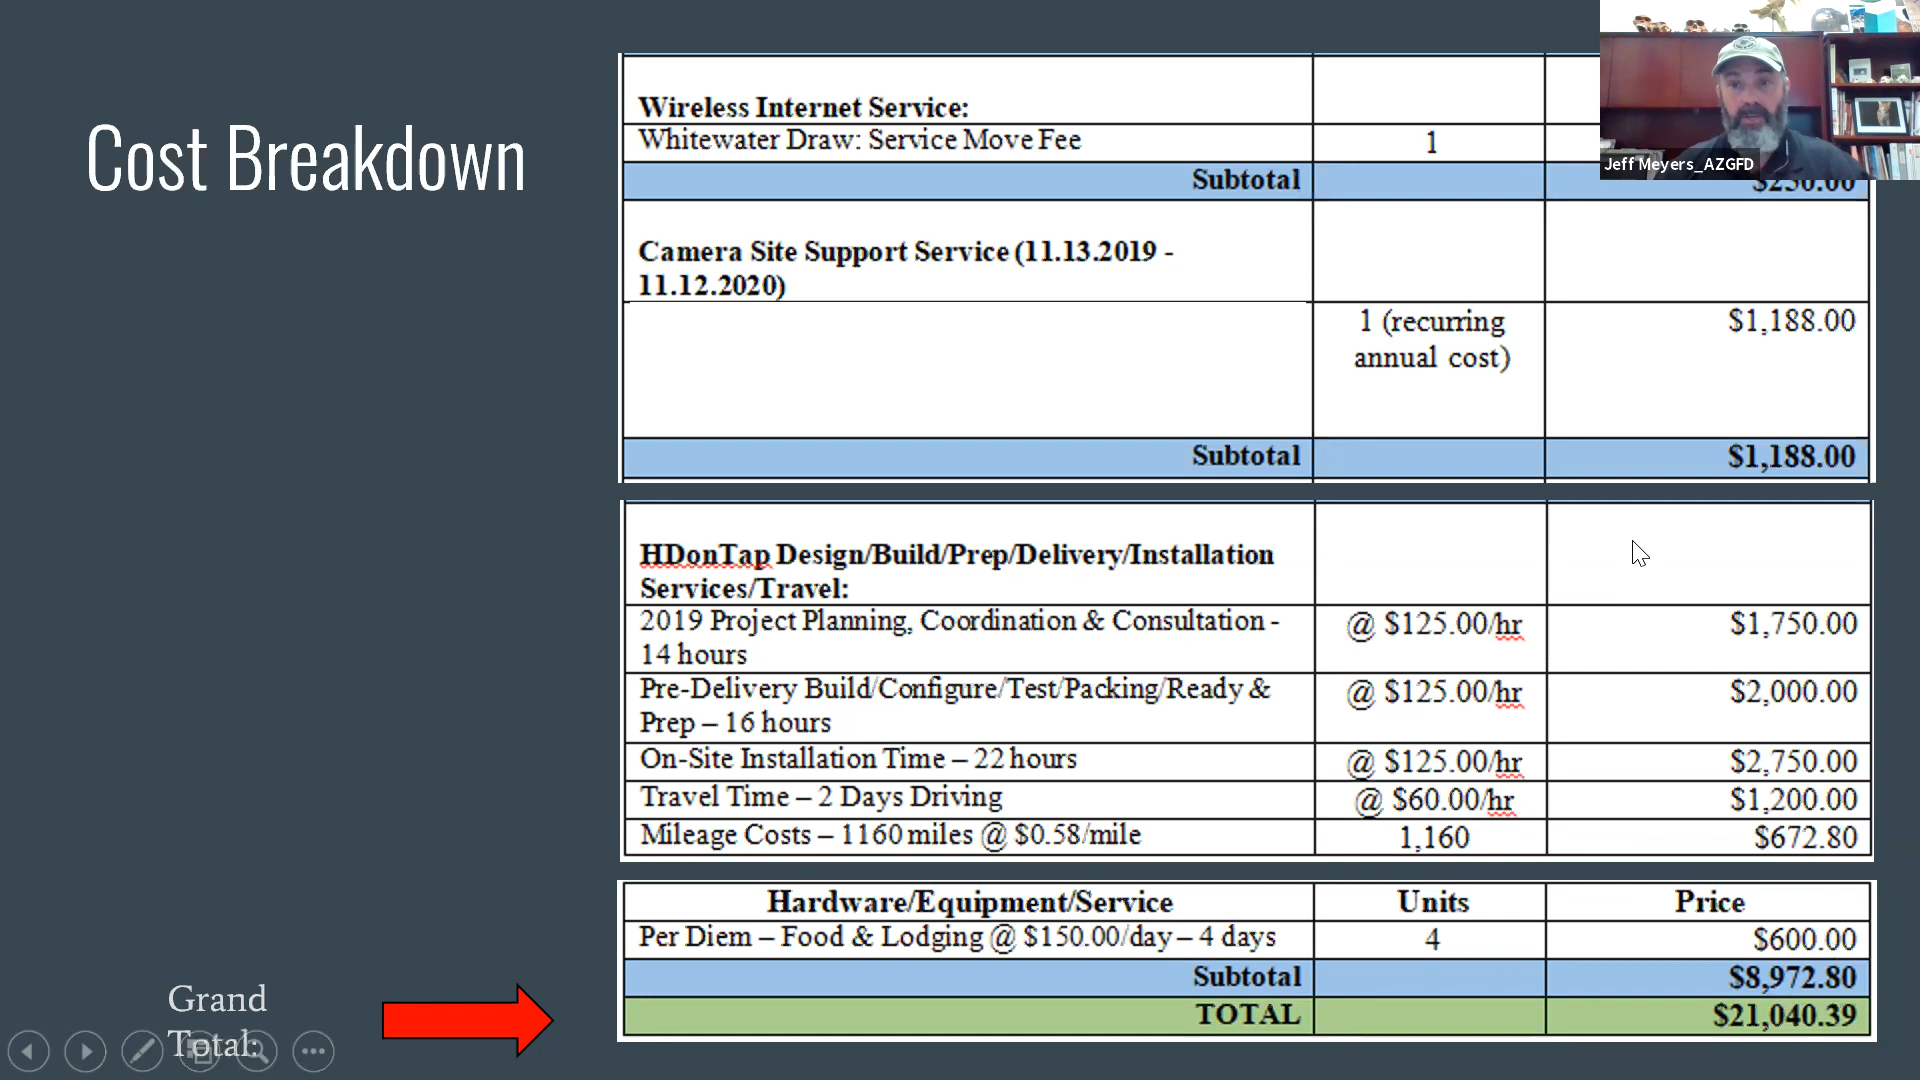 Cost Breakdown
Wireless Internet Service:
Whitewater Draw: Service Move Fee 1
Subtotal $250.00
Camera Site Support Service (11.13.2019 -
11.12.2020)
1 (recurring $1,188.00
annual cost)
Subtotal $1,188.00
HDonTap Design/Build/Prep/Delivery/Installation
Services/Travel:
2019 Project Planning, Coordination & Consultation - @ $125.00/hr $1,750.00
14 hours
Pre-Delivery Build/Configure/Test/Packing/Ready & @ $125.00/hr $2,000.00
Prep – 16 hours
On-Site Installation Time – 22 hours @ $125.00/hr $2,750.00
Travel Time – 2 Days Driving @ $60.00/hr $1,200.00
Mileage Costs – 1160 miles @ $0.58/mile 1,160 $672.80
Hardware/Equipment/Service Units Price
Per Diem – Food & Lodging @ $150.00/day – 4 days 4 $600.00
Subtotal $8,972.80
TOTAL $21,040.39
Grand
Total:
Jeff Meyers_AZGFD